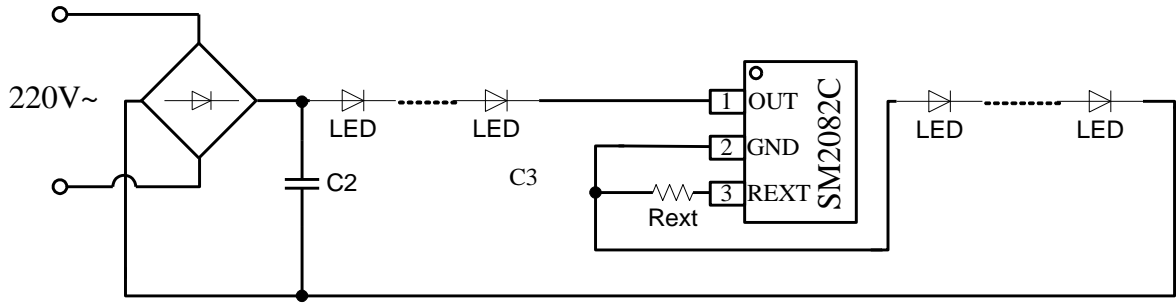 220V~
LED
LED
C2
C3
Rext
1 OUT
2 GND
3 REXT
SM2082C
LED
LED